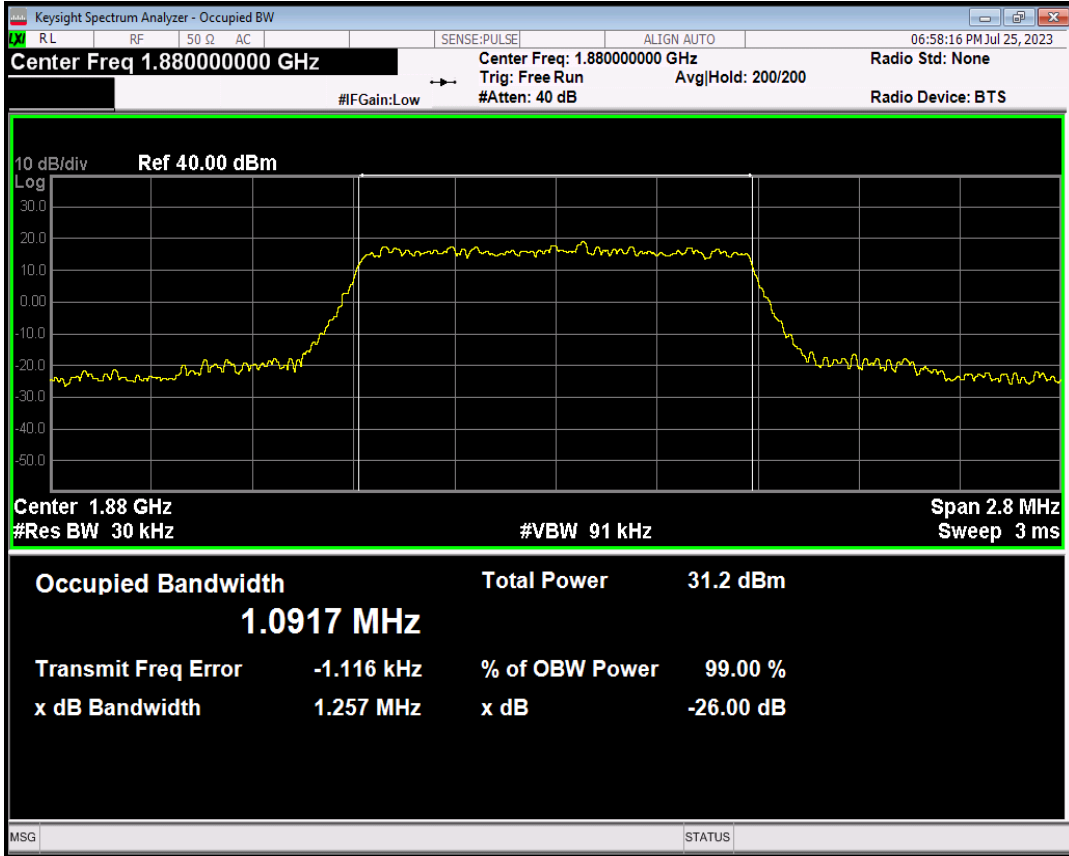 Keysight Spectrum Analyzer - Occupied BW
LXI RL RF 50 Ω AC SENSE:PULSE ALIGN AUTO 06:58:16 PM Jul 25, 2023
Center Freq 1.880000000 GHz Center Freq: 1.880000000 GHz Radio Std: None
Trig: Free Run Avg|Hold: 200/200
#IFGain:Low #Atten: 40 dB Radio Device: BTS
10 dB/div Ref 40.00 dBm
Log
30.0
20.0
10.0
0.00
-10.0
-20.0
-30.0
-40.0
-50.0
Center 1.88 GHz Span 2.8 MHz
#Res BW 30 kHz #VBW 91 kHz Sweep 3 ms
Occupied Bandwidth Total Power 31.2 dBm
1.0917 MHz
Transmit Freq Error -1.116 kHz % of OBW Power 99.00 %
x dB Bandwidth 1.257 MHz x dB -26.00 dB
MSG STATUS